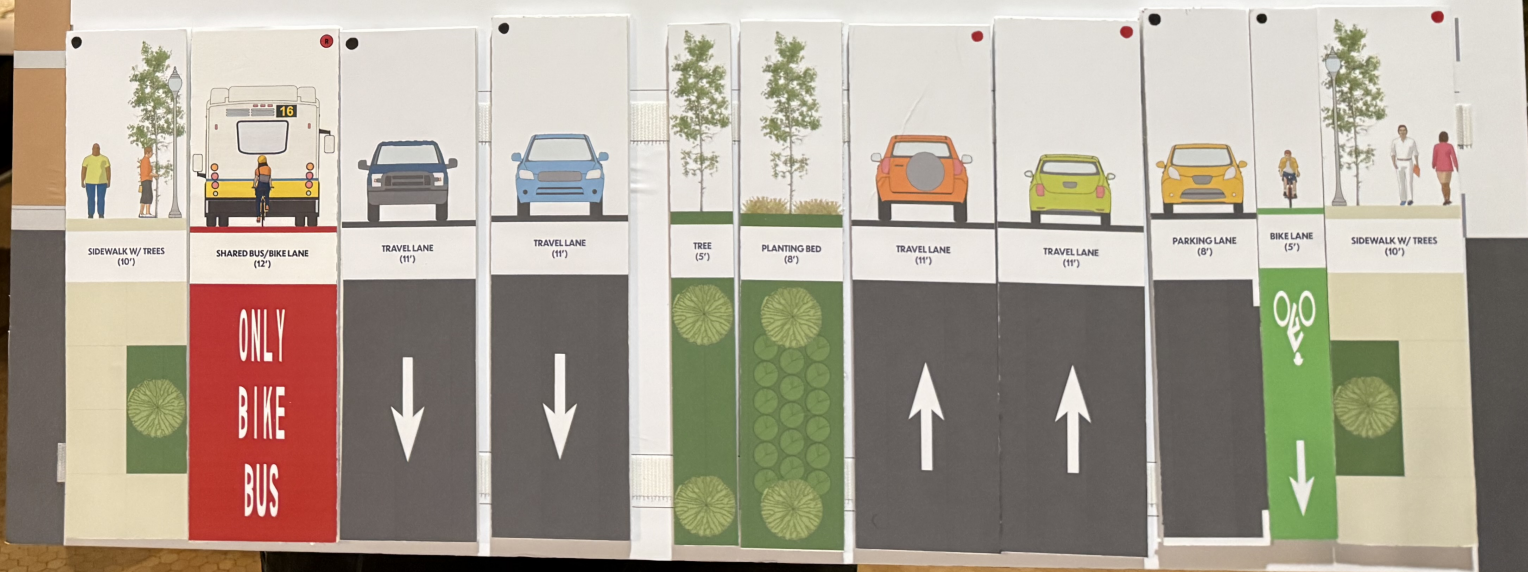 16
SIDEWALK W/ TREES
(10')
SHARED BUS/BIKE LANE
(12')
TRAVEL LANE
(11')
TRAVEL LANE
(11')
TREE
(5')
PLANTING BED
(8')
TRAVEL LANE
(11')
TRAVEL LANE
(11')
PARKING LANE
(8')
BIKE LANE
(5')
SIDEWALK W/ TREES
(10')
ONLY
BIKE
BUS